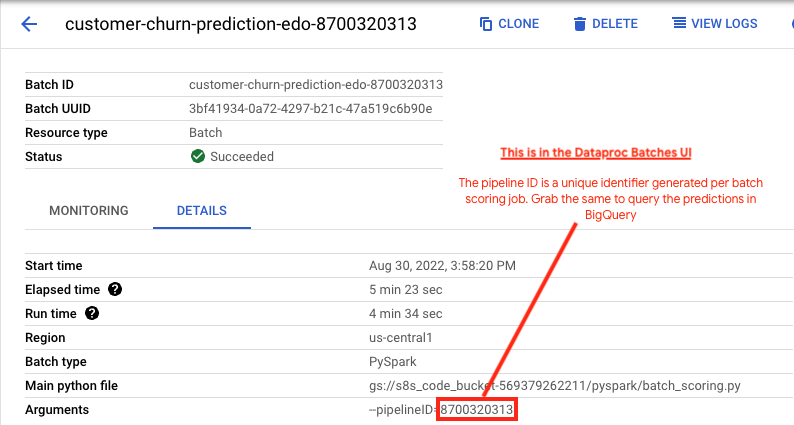 customer-churn-prediction-edo-8700320313
CLONE
DELETE
VIEW LOGS
Batch ID customer-churn-prediction-edo-8700320313
Batch UUID 3bf41934-0a72-4297-b21c-47a519c6b90e
Resource type Batch
Status Succeeded
This is in the Dataproc Batches UI
The pipeline ID is a unique identifier generated per batch
scoring job. Grab the same to query the predictions in
BigQuery
MONITORING DETAILS
Start time Aug 30, 2022, 3:58:20 PM
Elapsed time ? 5 min 23 sec
Run time ? 4 min 34 sec
Region us-central1
Batch type PySpark
Main python file gs://s8s_code_bucket-569379262211/pyspark/batch_scoring.py
Arguments --pipelineID=8700320313